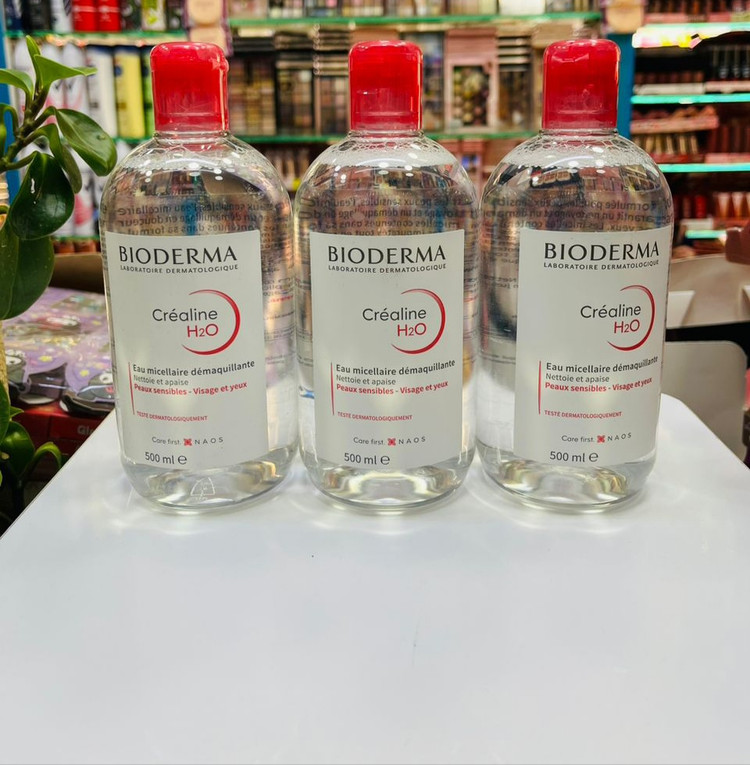 BIODERMA
LABORATOIRE DERMATOLOGIQUE
Créaline
H2O
Eau micellaire démaquillante
Nettoie et apaise
Peaux sensibles - Visage et yeux
TESTÉ DERMATOLOGIQUEMENT
Care first. NAOS
500 ml ℮
BIODERMA
LABORATOIRE DERMATOLOGIQUE
Créaline
H2O
Eau micellaire démaquillante
Nettoie et apaise
Peaux sensibles - Visage et yeux
TESTÉ DERMATOLOGIQUEMENT
Care first. NAOS
500 ml ℮
BIODERMA
LABORATOIRE DERMATOLOGIQUE
Créaline
H2O
Eau micellaire démaquillante
Nettoie et apaise
Peaux sensibles - Visage et yeux
TESTÉ DERMATOLOGIQUEMENT
Care first. NAOS
500 ml ℮